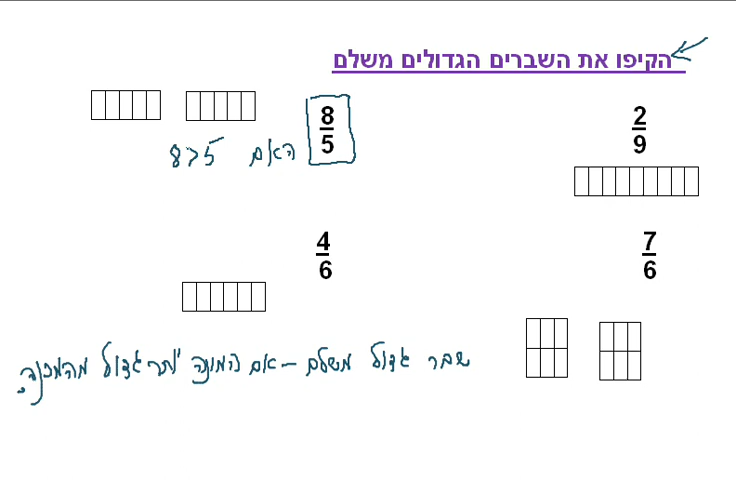 הקיפו את השברים הגדולים משלם
2/9
8/5
האם 5<8
7/6
4/6
שבר גדול משלם – אם המונה יותר גדול מהמכנה.